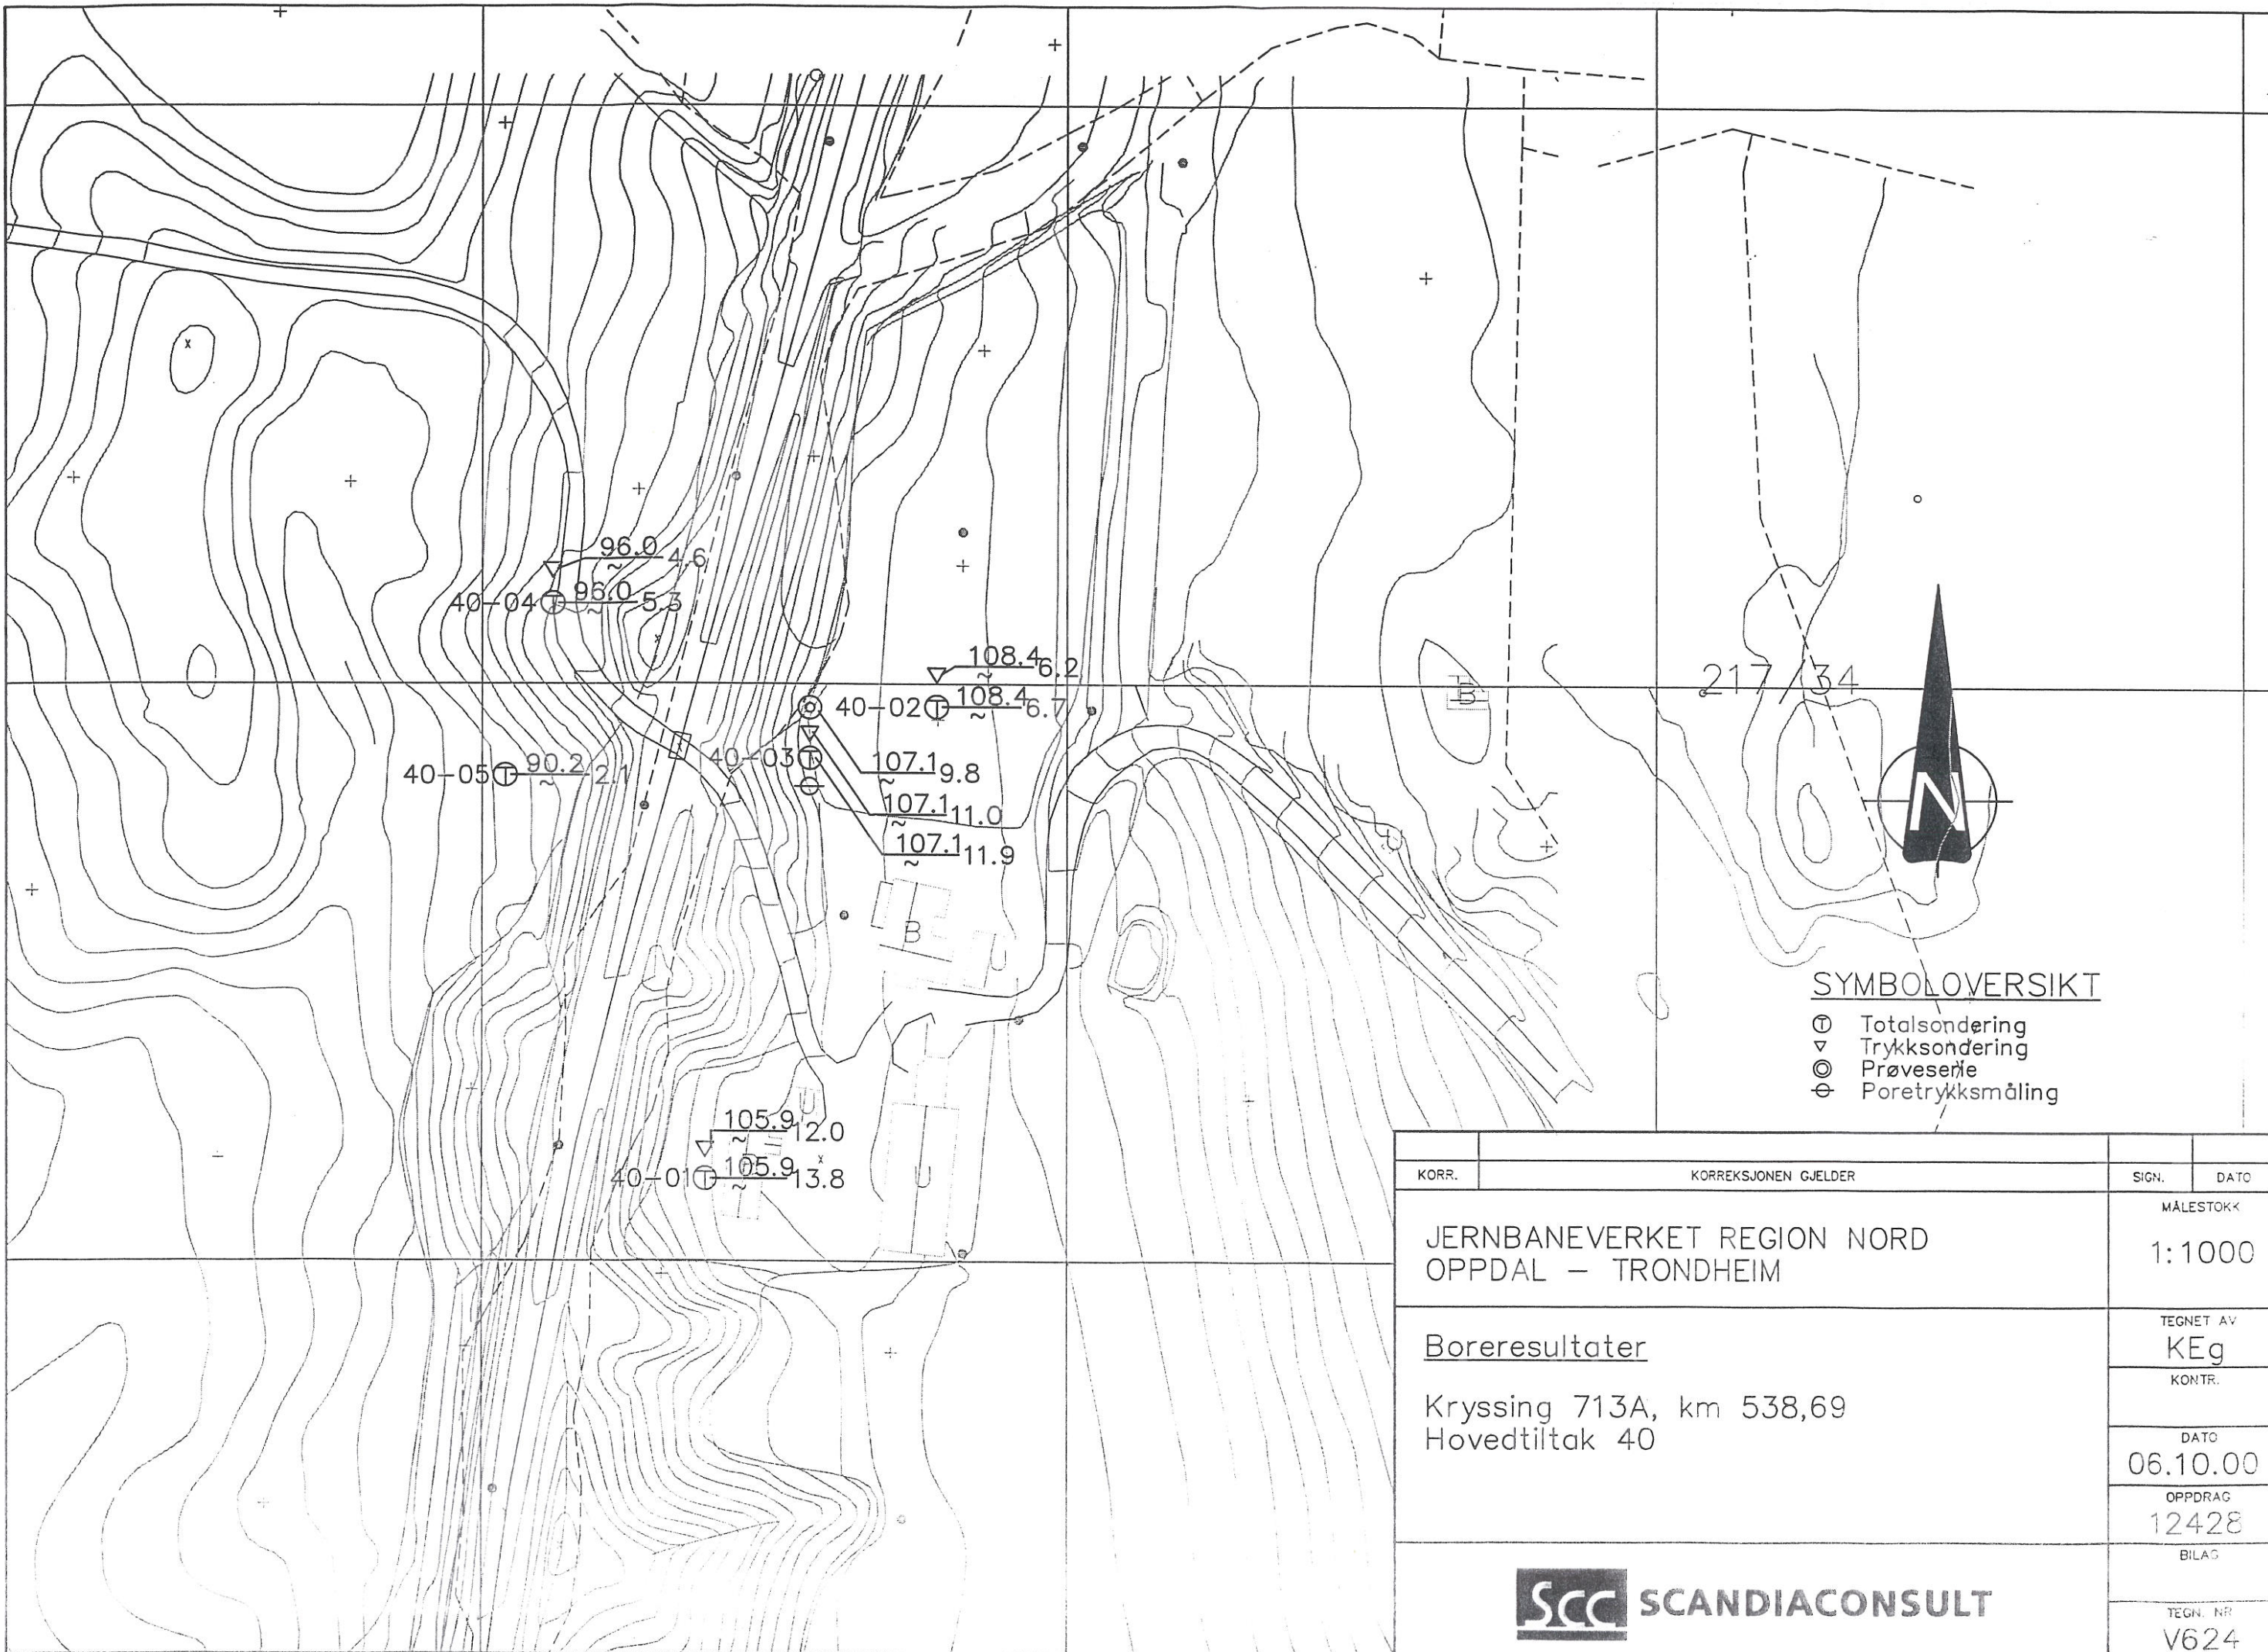 96.0 4.6
~
40-04 T 96.0 5.3
~
108.4 6.2
~
40-02 T 108.4 6.7
~
217/34
B
40-03 T
107.1 9.8
~
40-05 T 90.2 2.1
~
107.1 11.0
~
107.1 11.9
~
N
B
U
SYMBOLOVERSIKT
T Totalsondering
Trykksondering
Prøveserie
Poretrykksmåling
U
105.9 12.0
~
40-01 T 105.9 13.8
~
U
KORR. KORREKSJONEN GJELDER SIGN. DATO
JERNBANEVERKET REGION NORD
OPPDAL – TRONDHEIM
MÅLESTOKK
1:1000
Boreresultater
Kryssing 713A, km 538,69
Hovedtiltak 40
TEGNET AV
KEg
KONTR.
DATO
06.10.00
OPPDRAG
12428
BILAG
TEGN. NR
V624
SCC SCANDIACONSULT